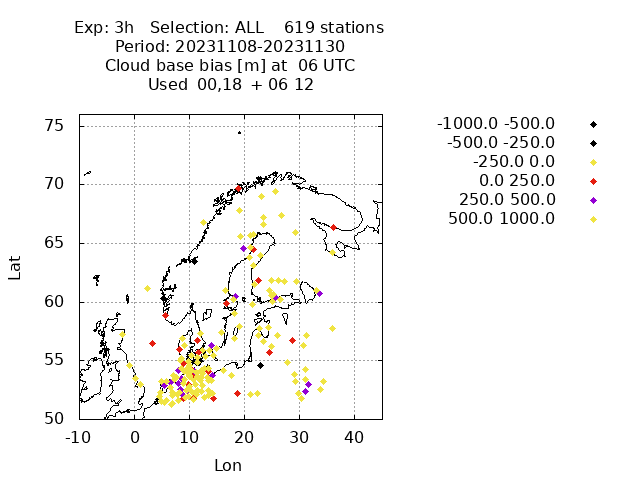 Exp: 3h   Selection: ALL    619 stations
Period: 20231108-20231130
Cloud base bias [m] at  06 UTC
Used  00,18  + 06 12
-1000.0 -500.0
-500.0 -250.0
-250.0 0.0
0.0 250.0
250.0 500.0
500.0 1000.0
75
70
65
60
55
50
Lat
-10 0 10 20 30 40
Lon